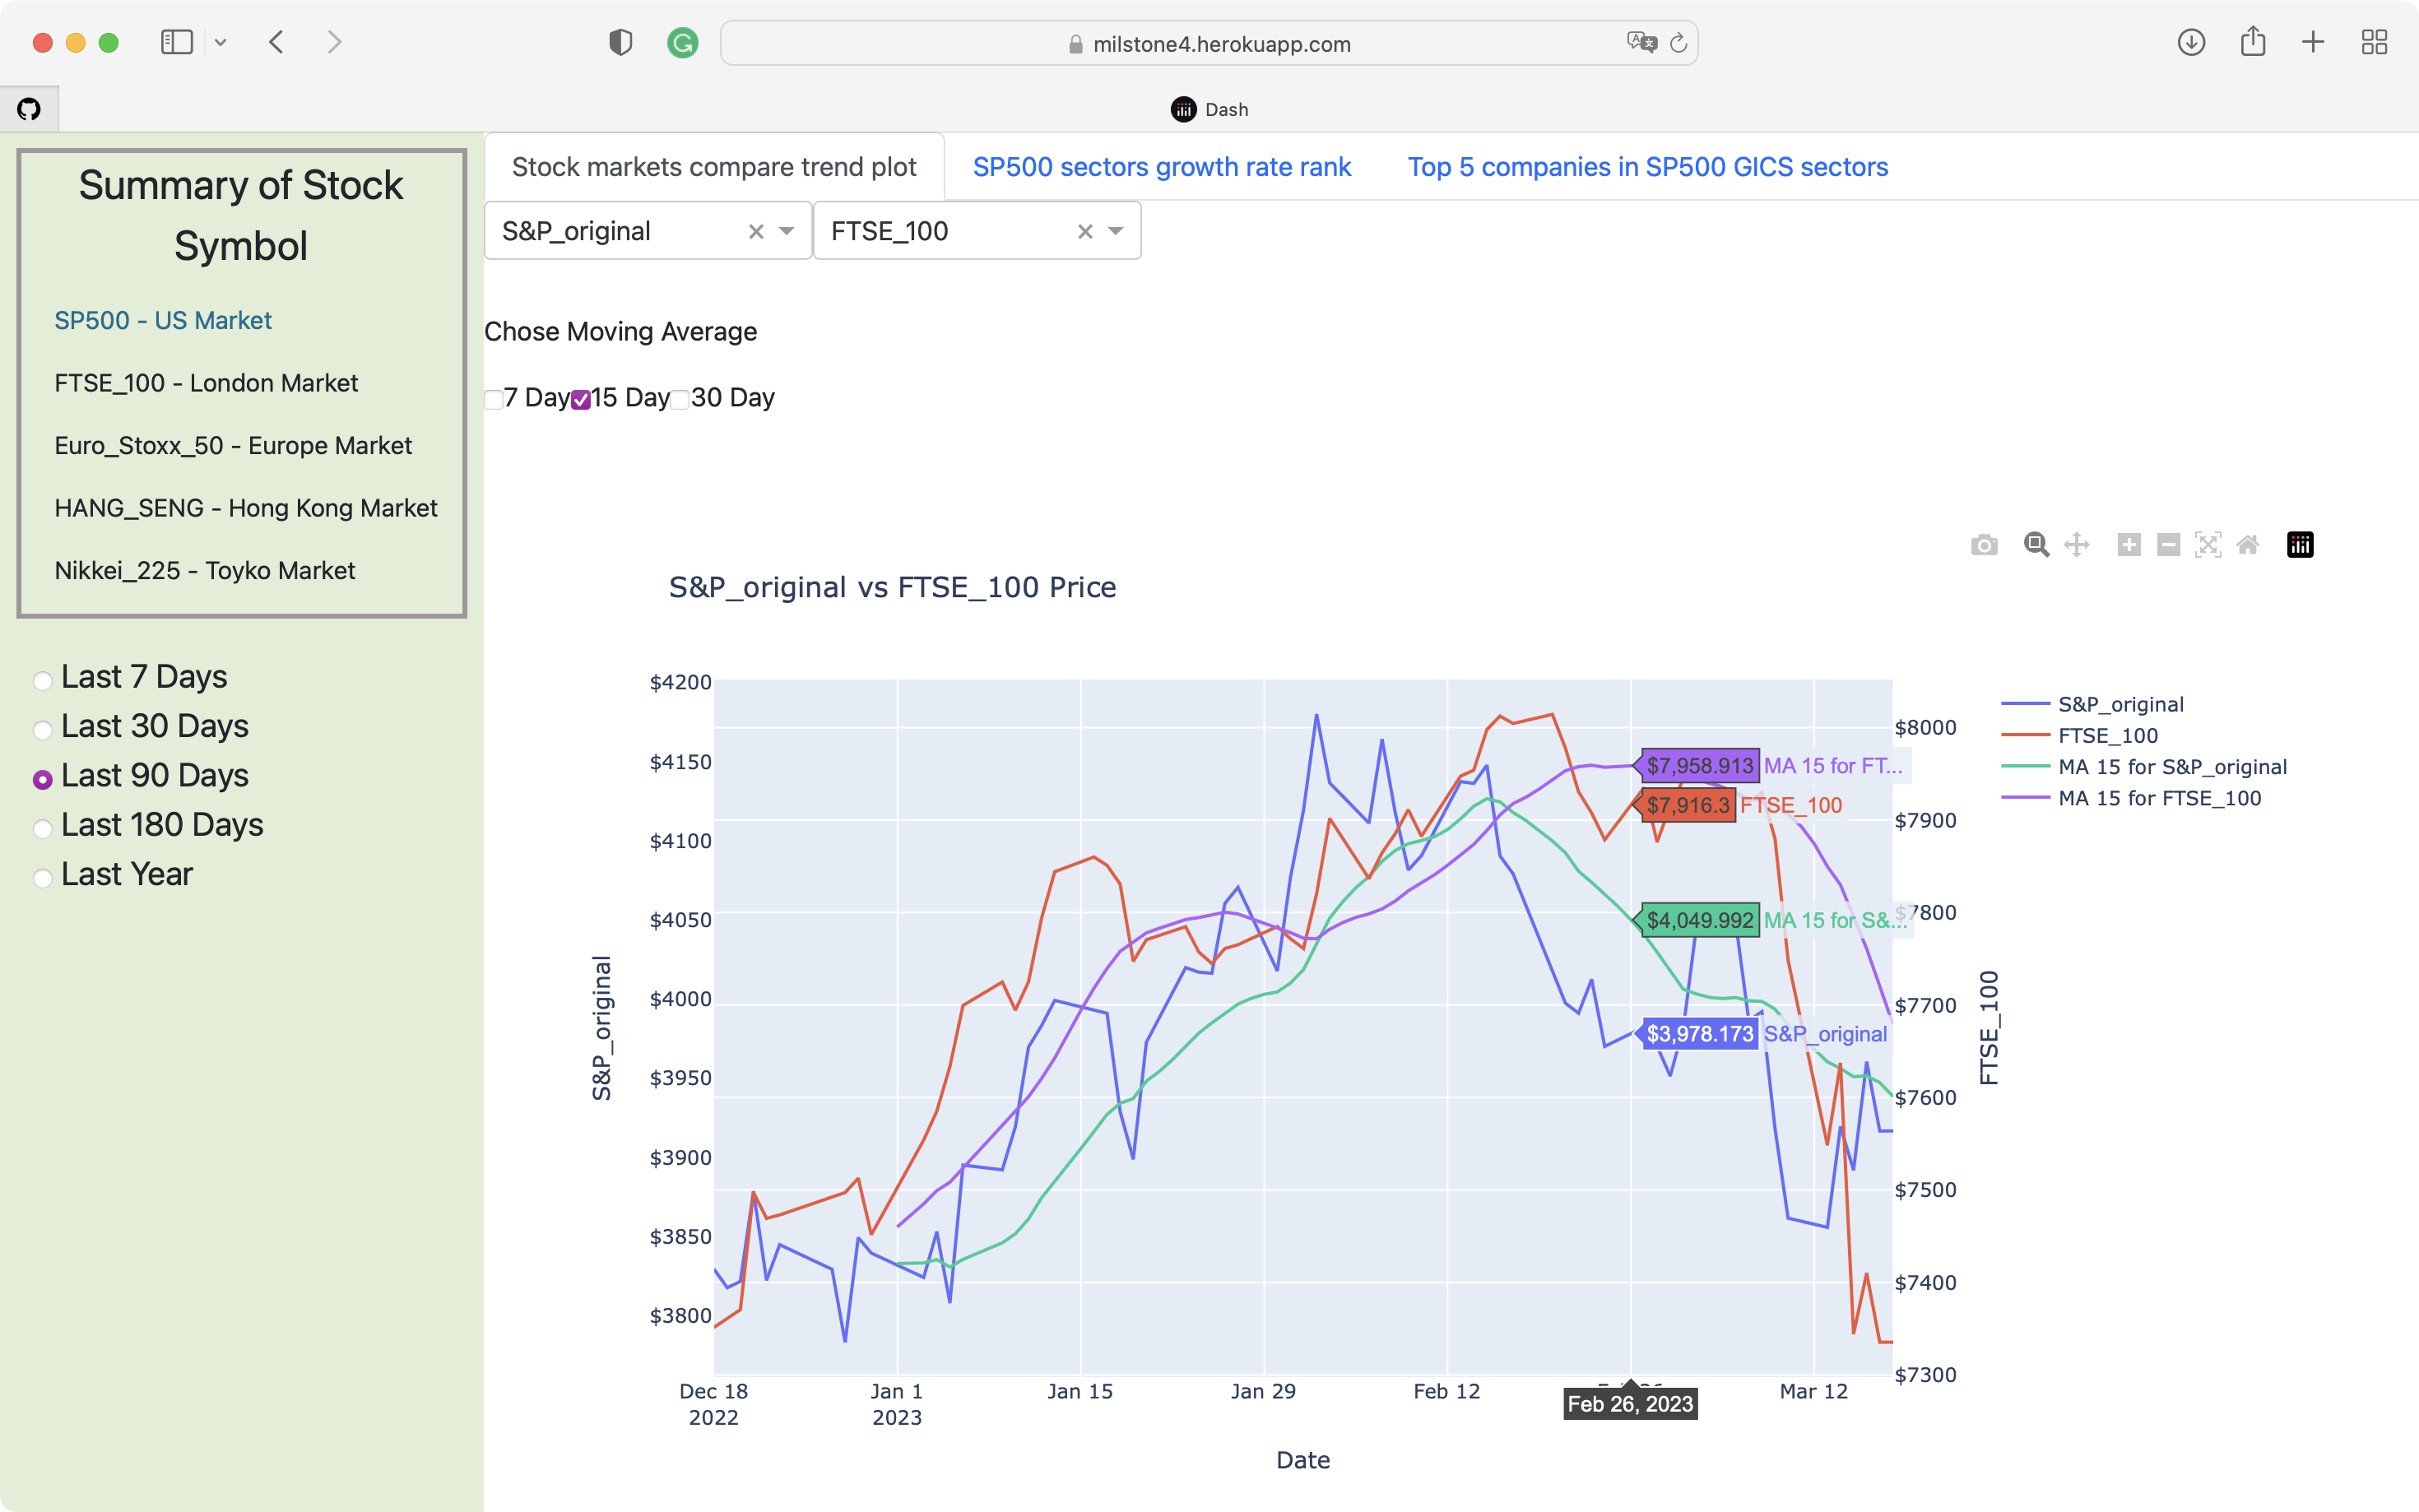 milstone4.herokuapp.com
Dash
Summary of Stock
Symbol
SP500 - US Market
FTSE_100 - London Market
Euro_Stoxx_50 - Europe Market
HANG_SENG - Hong Kong Market
Nikkei_225 - Toyko Market
Last 7 Days
Last 30 Days
Last 90 Days
Last 180 Days
Last Year
Stock markets compare trend plot
SP500 sectors growth rate rank
Top 5 companies in SP500 GICS sectors
S&P_original
FTSE_100
Chose Moving Average
7 Day 15 Day 30 Day
S&P_original vs FTSE_100 Price
$4200
$4150
$4100
$4050
$4000
$3950
$3900
$3850
$3800
S&P_original
$7,958.913 MA 15 for FT...
$7,916.3 FTSE_100
$4,049.992 MA 15 for S&...
$3,978.173 S&P_original
$8000
$7900
$7800
$7700
$7600
$7500
$7400
$7300
FTSE_100
S&P_original
FTSE_100
MA 15 for S&P_original
MA 15 for FTSE_100
Dec 18
2022
Jan 1
2023
Jan 15
Jan 29
Feb 12
Feb 26, 2023
Mar 12
Date